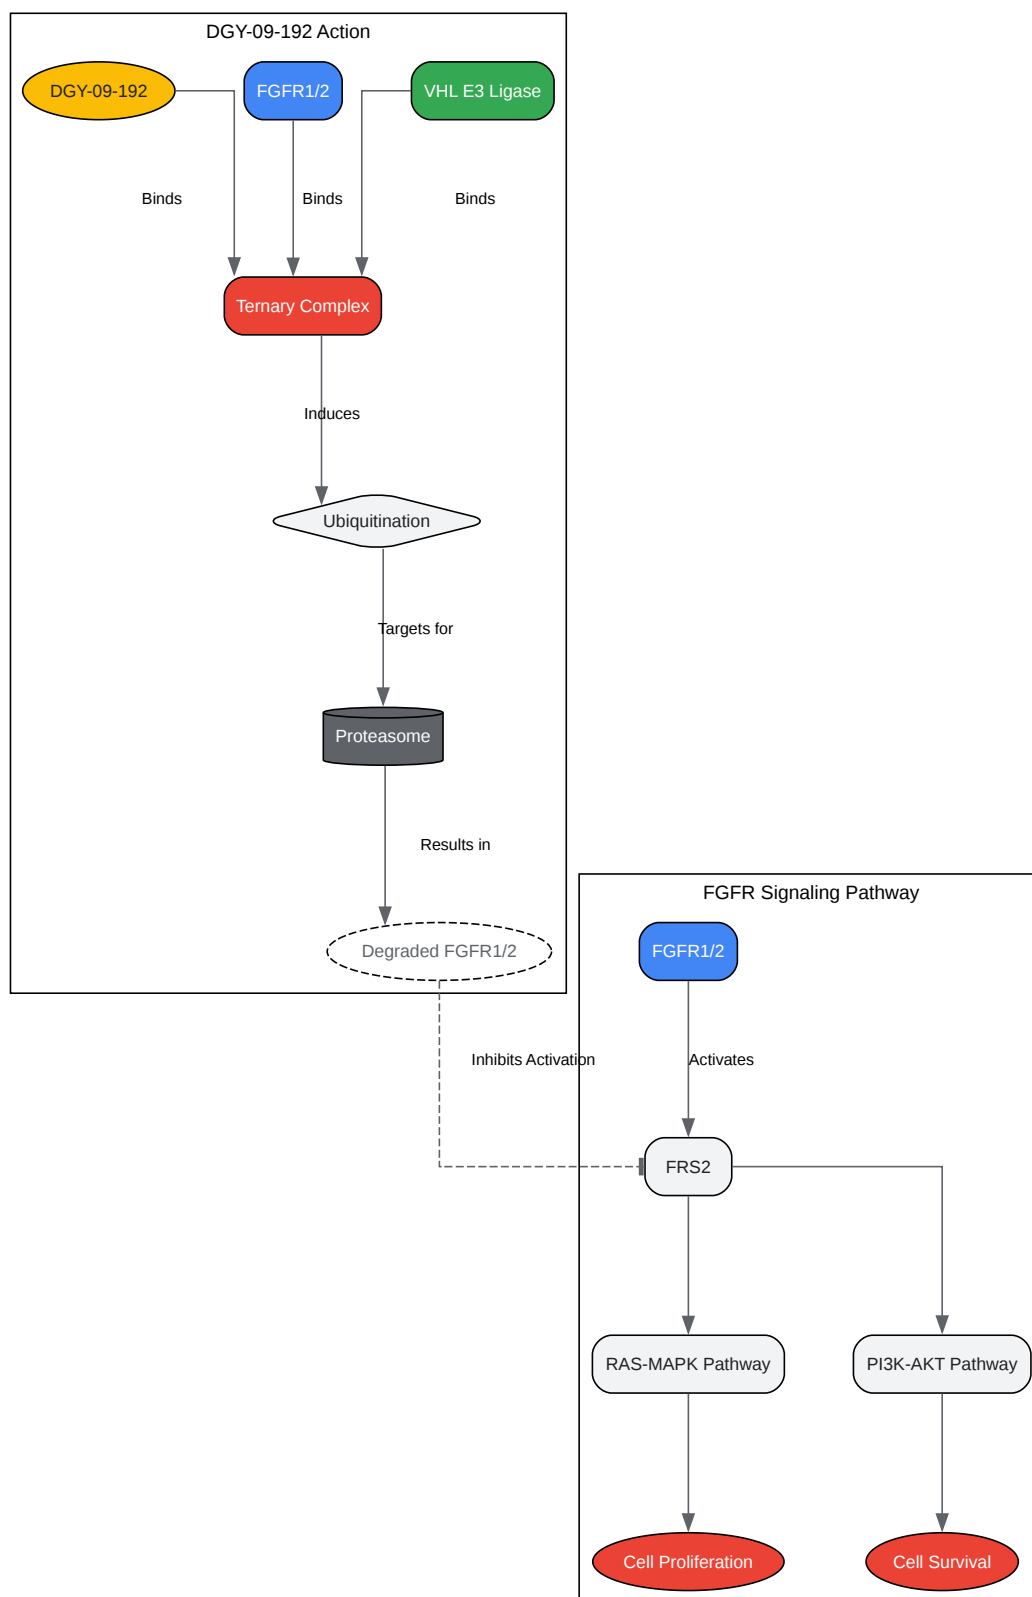 DGY-09-192 Action
DGY-09-192
FGFR1/2
VHL E3 Ligase
Binds
Binds
Binds
Ternary Complex
Induces
Ubiquitination
Targets for
Proteasome
Results in
Degraded FGFR1/2
FGFR Signaling Pathway
FGFR1/2
Inhibits Activation
Activates
FRS2
RAS-MAPK Pathway
PI3K-AKT Pathway
Cell Proliferation
Cell Survival